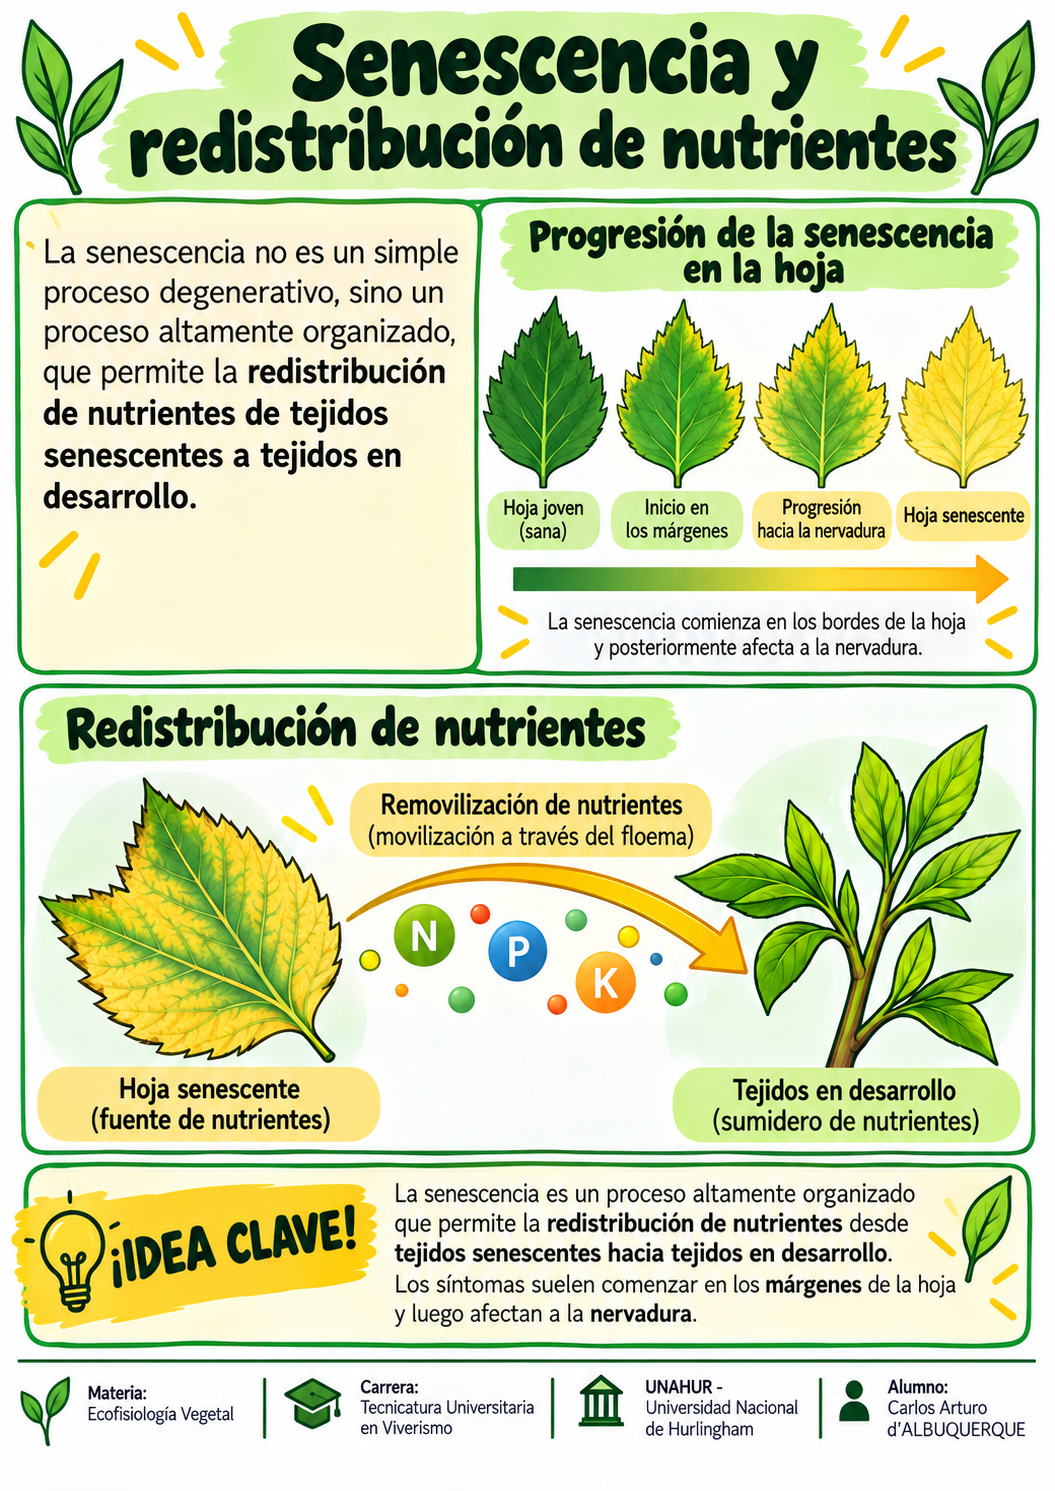 Senescencia y
redistribución de nutrientes
La senescencia no es un simple
proceso degenerativo, sino un
proceso altamente organizado,
que permite la redistribución
de nutrientes de tejidos
senescentes a tejidos en
desarrollo.
Progresión de la senescencia
en la hoja
Hoja joven
(sana)
Inicio en
los márgenes
Progresión
hacia la nervadura
Hoja senescente
La senescencia comienza en los bordes de la hoja
y posteriormente afecta a la nervadura.
Redistribución de nutrientes
Removilización de nutrientes
(movilización a través del floema)
N
P
K
Hoja senescente
(fuente de nutrientes)
Tejidos en desarrollo
(sumidero de nutrientes)
¡IDEA CLAVE!
La senescencia es un proceso altamente organizado
que permite la redistribución de nutrientes desde
tejidos senescentes hacia tejidos en desarrollo.
Los síntomas suelen comenzar en los márgenes de la hoja
y luego afectan a la nervadura.
Materia:
Ecofisiología Vegetal
Carrera:
Tecnicatura Universitaria
en Viverismo
UNAHUR -
Universidad Nacional
de Hurlingham
Alumno:
Carlos Arturo
d'ALBUQUERQUE